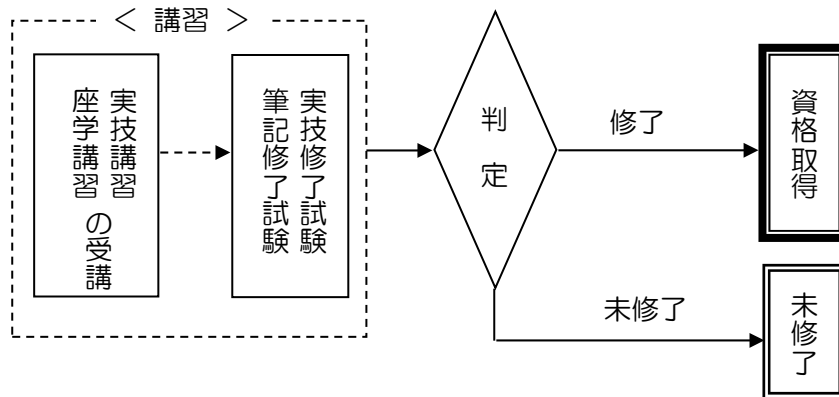 ＜ 講習 ＞
実技講習
座学講習
の受講
実技修了試験
筆記修了試験
判定
修了
資格取得
未修了
未修了